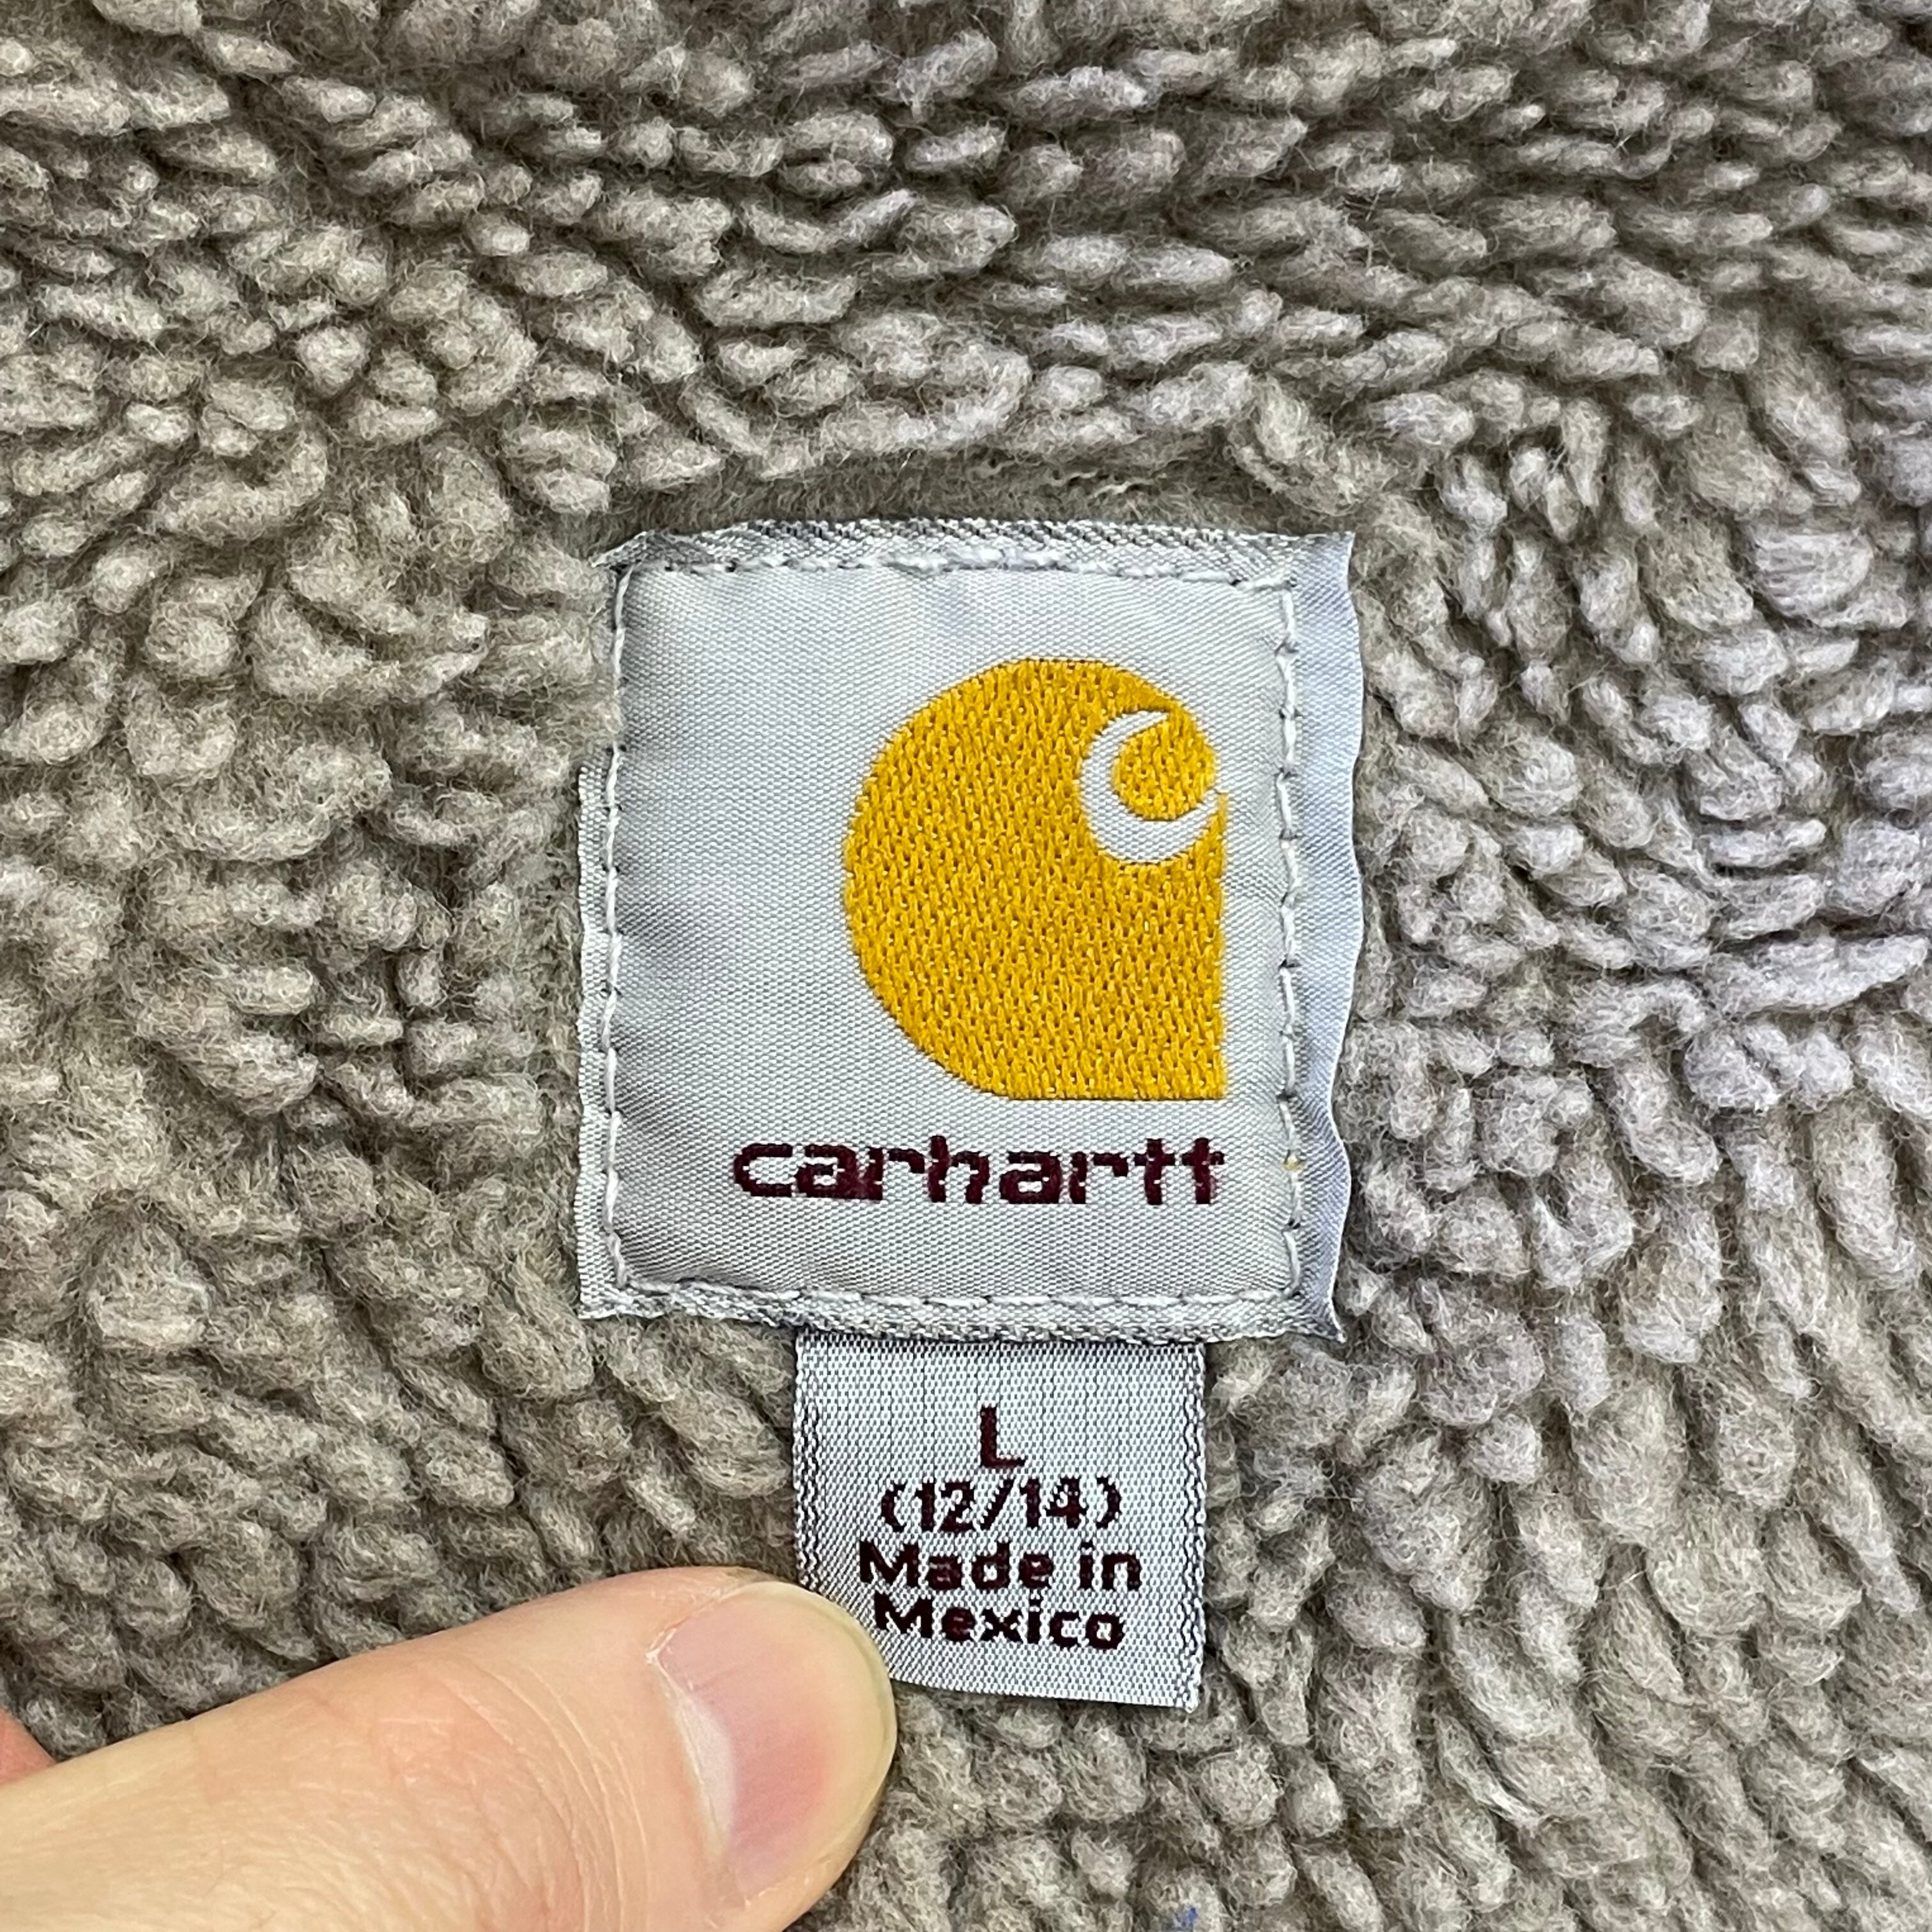 carhartt
L
(12/14)
Made in
Mexico